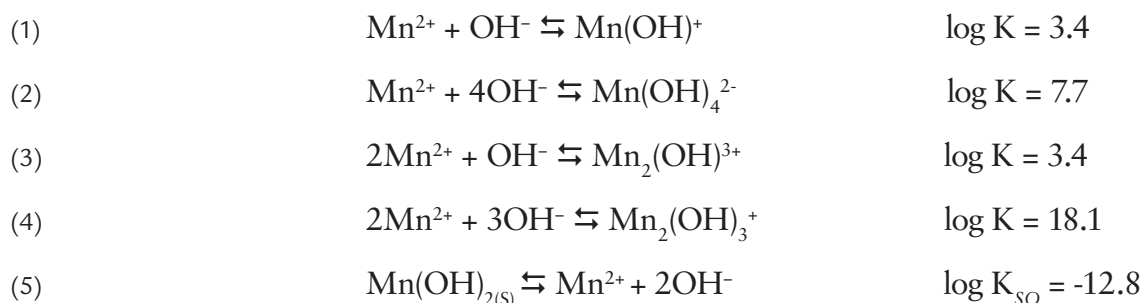 (1) Mn²⁺ + OH⁻ ⇆ Mn(OH)⁺ log K = 3.4
(2) Mn²⁺ + 4OH⁻ ⇆ Mn(OH)₄²⁻ log K = 7.7
(3) 2Mn²⁺ + OH⁻ ⇆ Mn₂(OH)³⁺ log K = 3.4
(4) 2Mn²⁺ + 3OH⁻ ⇆ Mn₂(OH)₃⁺ log K = 18.1
(5) Mn(OH)₂₍S₎ ⇆ Mn²⁺ + 2OH⁻ log K_SO = -12.8